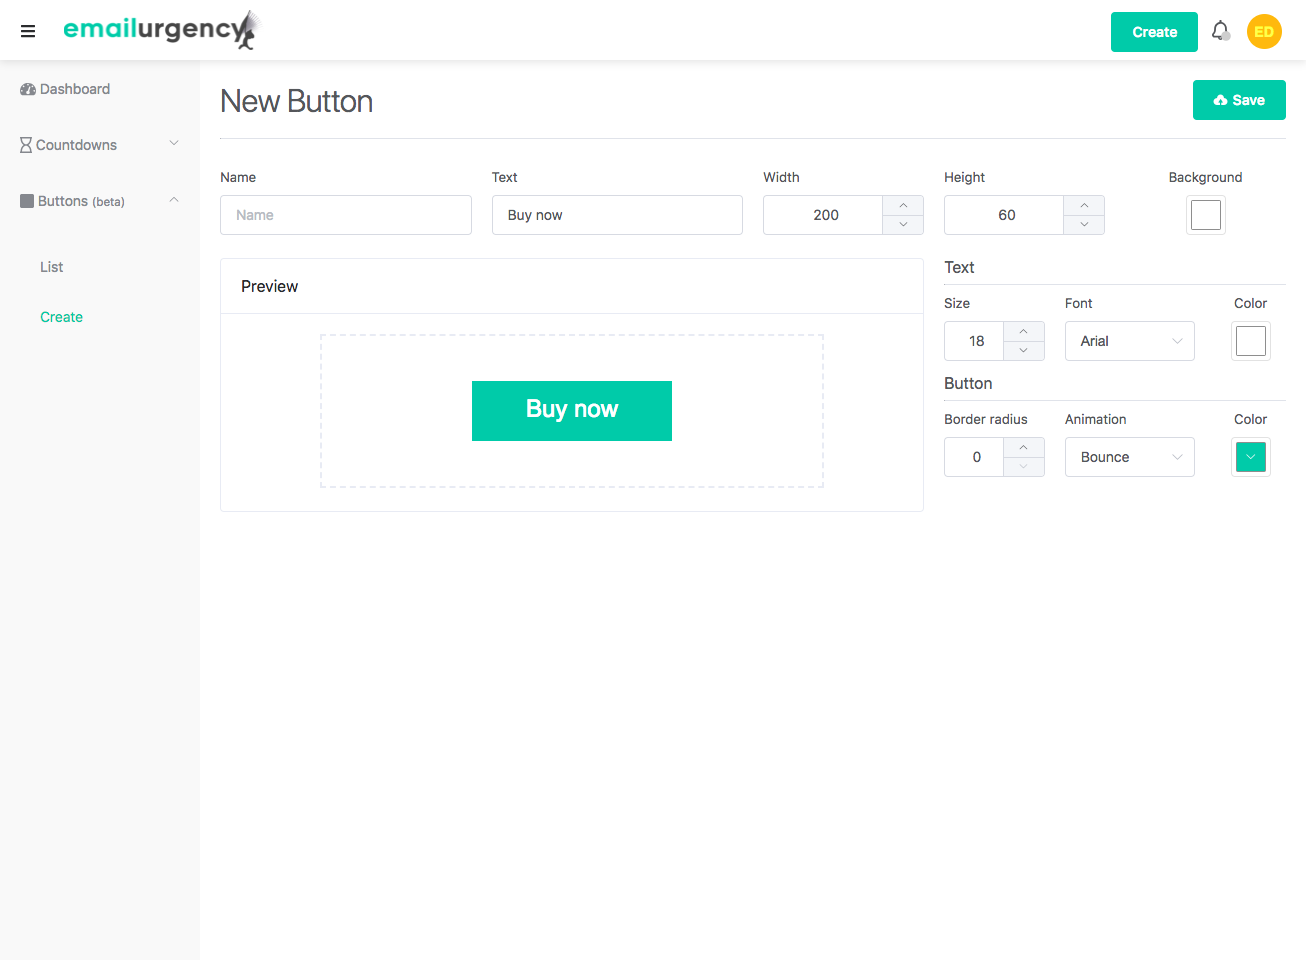 emailurgency
Create
ED
Dashboard
Countdowns
Buttons (beta)
List
Create
New Button
Save
Name
Text
Width
Height
Background
Name
Buy now
200
60
Preview
Buy now
Text
Size
Font
Color
18
Arial
Button
Border radius
Animation
Color
0
Bounce